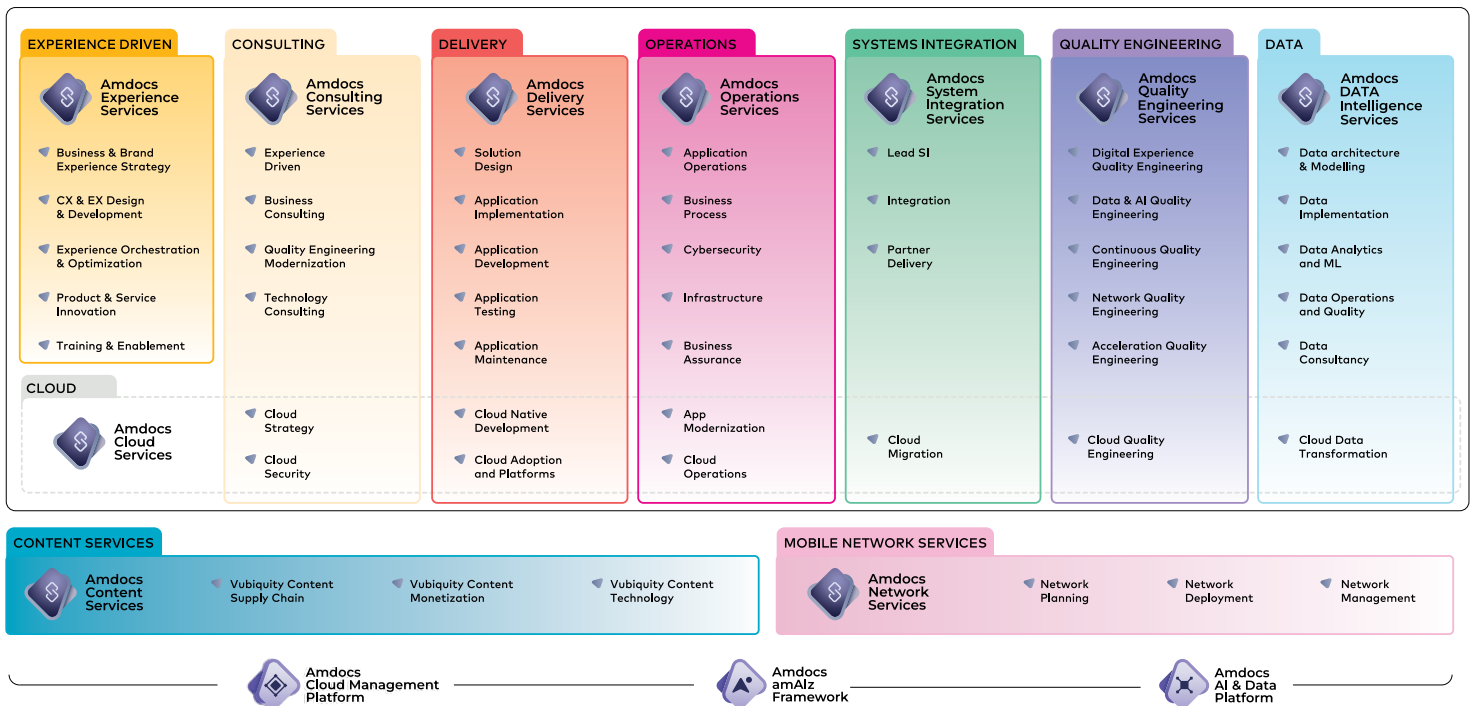 EXPERIENCE DRIVEN
Amdocs
Experience
Services
Business & Brand
Experience Strategy
CX & EX Design
& Development
Experience Orchestration
& Optimization
Product & Service
Innovation
Training & Enablement
CONSULTING
Amdocs
Consulting
Services
Experience
Driven
Business
Consulting
Quality Engineering
Modernization
Technology
Consulting
DELIVERY
Amdocs
Delivery
Services
Solution
Design
Application
Implementation
Application
Development
Application
Testing
Application
Maintenance
OPERATIONS
Amdocs
Operations
Services
Application
Operations
Business
Process
Cybersecurity
Infrastructure
Business
Assurance
SYSTEMS INTEGRATION
Amdocs
System
Integration
Services
Lead SI
Integration
Partner
Delivery
QUALITY ENGINEERING
Amdocs
Quality
Engineering
Services
Digital Experience
Quality Engineering
Data & AI Quality
Engineering
Continuous Quality
Engineering
Network Quality
Engineering
Acceleration Quality
Engineering
DATA
Amdocs
DATA
Intelligence
Services
Data architecture
& Modelling
Data
Implementation
Data Analytics
and ML
Data Operations
and Quality
Data
Consultancy
CLOUD
Amdocs
Cloud
Services
Cloud
Strategy
Cloud
Security
Cloud Native
Development
Cloud Adoption
and Platforms
App
Modernization
Cloud
Operations
Cloud
Migration
Cloud Quality
Engineering
Cloud Data
Transformation
CONTENT SERVICES
Amdocs
Content
Services
Vubiquity Content
Supply Chain
Vubiquity Content
Monetization
Vubiquity Content
Technology
MOBILE NETWORK SERVICES
Amdocs
Network
Services
Network
Planning
Network
Deployment
Network
Management
Amdocs
Cloud Management
Platform
Amdocs
amAIz
Framework
Amdocs
AI & Data
Platform